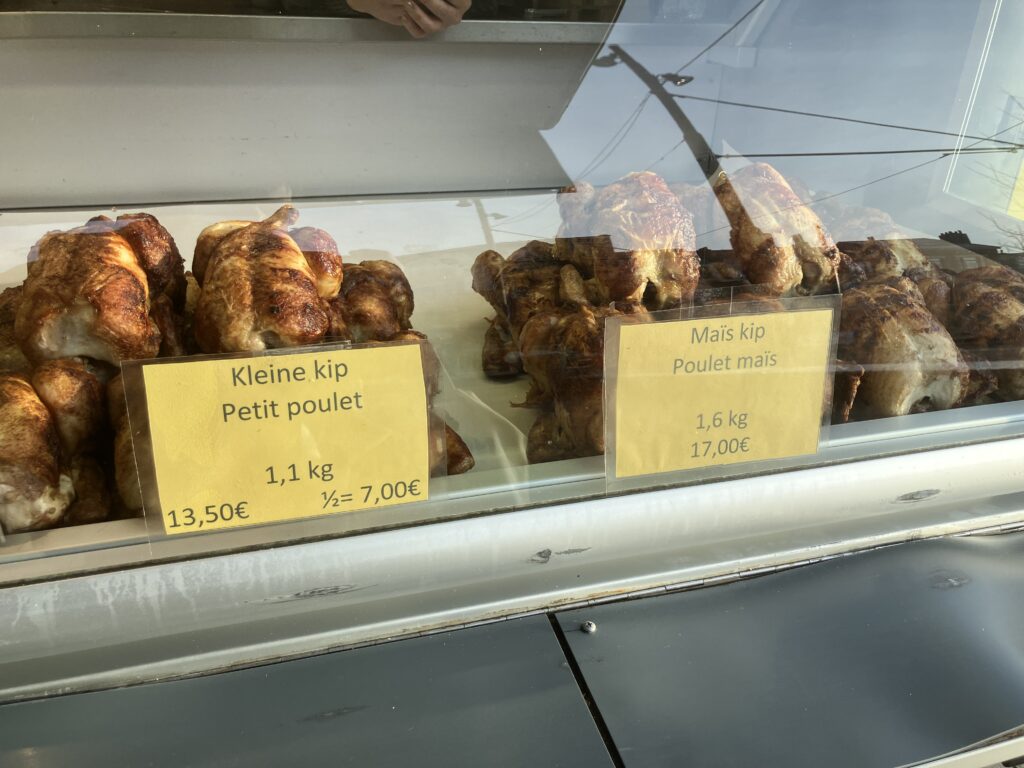 Kleine kip
Petit poulet
1,1 kg
13,50€ ½= 7,00€
Maïs kip
Poulet maïs
1,6 kg
17,00€